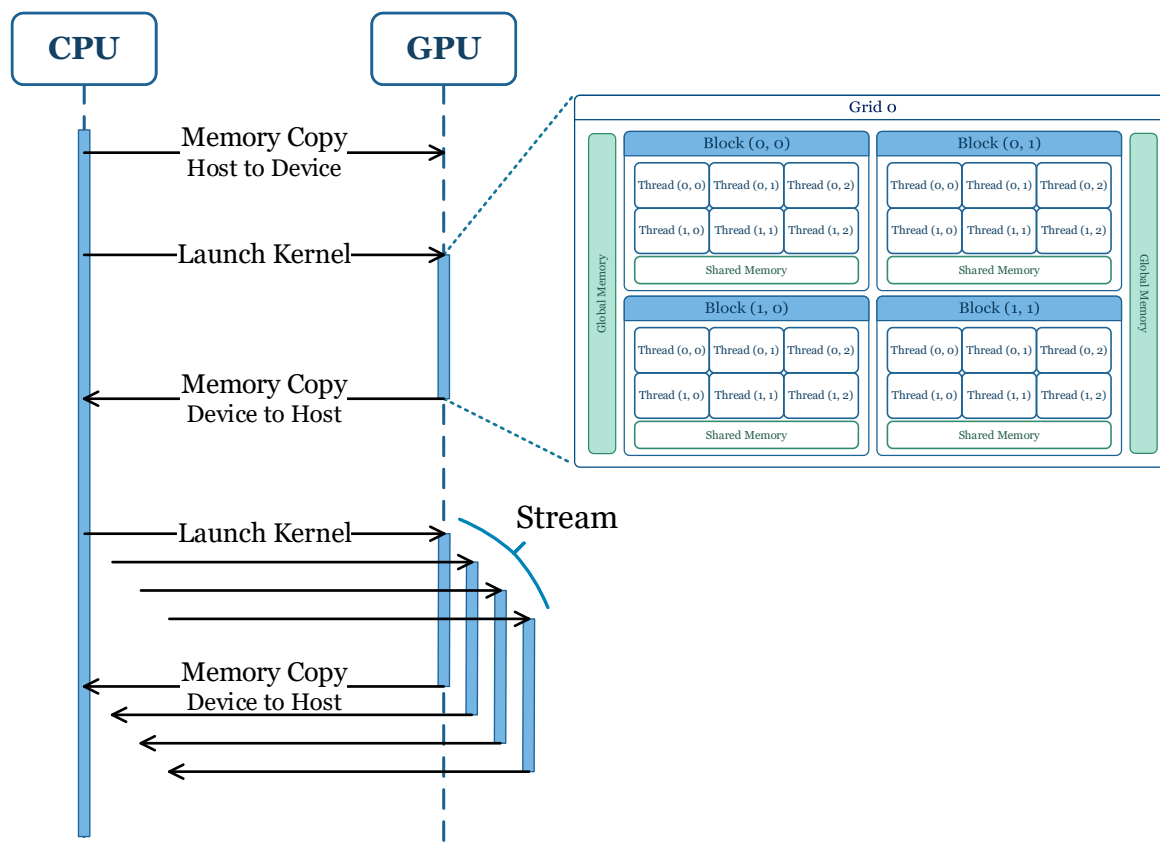 CPU
GPU
Memory Copy
Host to Device
Launch Kernel
Memory Copy
Device to Host
Grid 0
Global Memory
Block (0, 0)
Thread (0, 0) Thread (0, 1) Thread (0, 2)
Thread (1, 0) Thread (1, 1) Thread (1, 2)
Shared Memory
Block (0, 1)
Thread (0, 0) Thread (0, 1) Thread (0, 2)
Thread (1, 0) Thread (1, 1) Thread (1, 2)
Shared Memory
Block (1, 0)
Thread (0, 0) Thread (0, 1) Thread (0, 2)
Thread (1, 0) Thread (1, 1) Thread (1, 2)
Shared Memory
Block (1, 1)
Thread (0, 0) Thread (0, 1) Thread (0, 2)
Thread (1, 0) Thread (1, 1) Thread (1, 2)
Shared Memory
Global Memory
Launch Kernel
Stream
Memory Copy
Device to Host